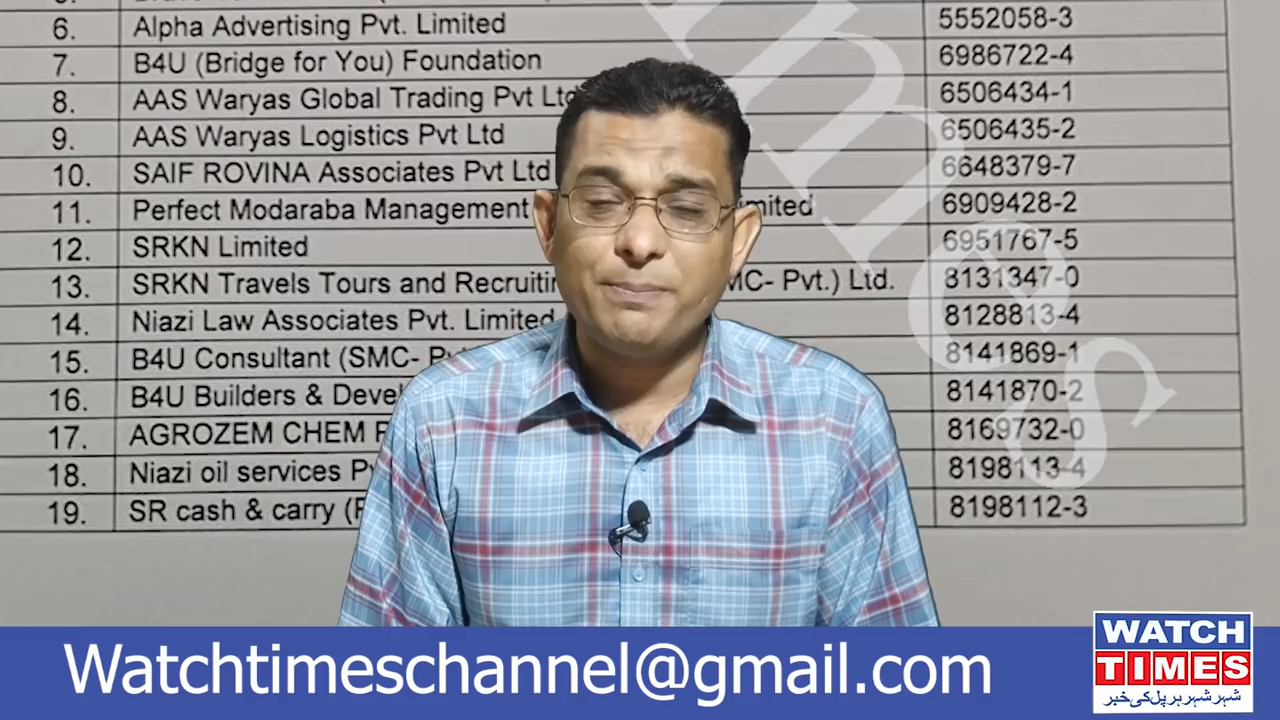 6. Alpha Advertising Pvt. Limited 5552058-3
7. B4U (Bridge for You) Foundation 6986722-4
8. AAS Waryas Global Trading Pvt Ltd 6506434-1
9. AAS Waryas Logistics Pvt Ltd 6506435-2
10. SAIF ROVINA Associates Pvt Ltd 6648379-7
11. Perfect Modaraba Management imited 6909428-2
12. SRKN Limited 6951767-5
13. SRKN Travels Tours and Recruitin MC- Pvt.) Ltd. 8131347-0
14. Niazi Law Associates Pvt. Limited 8128813-4
15. B4U Consultant (SMC- Pv 8141869-1
16. B4U Builders & Deve 8141870-2
17. AGROZEM CHEM 8169732-0
18. Niazi oil services Pv 8198113-4
19. SR cash & carry ( 8198112-3
mes
Watchtimeschannel@gmail.com
WATCH
TIMES
شہر شہر ہر پل کی خبر